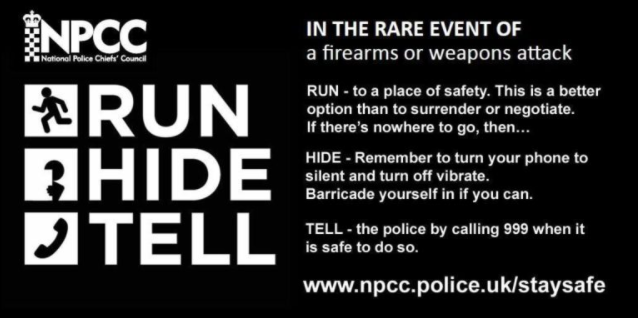 NPCC
National Police Chiefs' Council
RUN
HIDE
TELL
IN THE RARE EVENT OF
a firearms or weapons attack
RUN - to a place of safety. This is a better
option than to surrender or negotiate.
If there's nowhere to go, then...
HIDE - Remember to turn your phone to
silent and turn off vibrate.
Barricade yourself in if you can.
TELL - the police by calling 999 when it
is safe to do so.
www.npcc.police.uk/staysafe